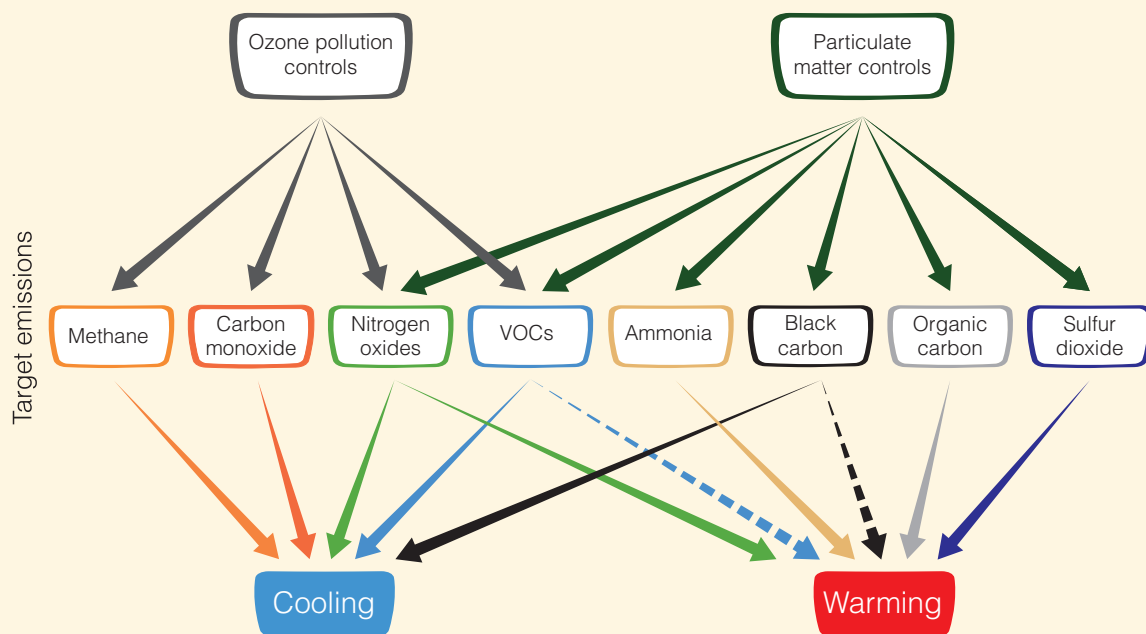 Ozone pollution
controls
Particulate
matter controls
Target emissions
Methane
Carbon
monoxide
Nitrogen
oxides
VOCs
Ammonia
Black
carbon
Organic
carbon
Sulfur
dioxide
Cooling
Warming